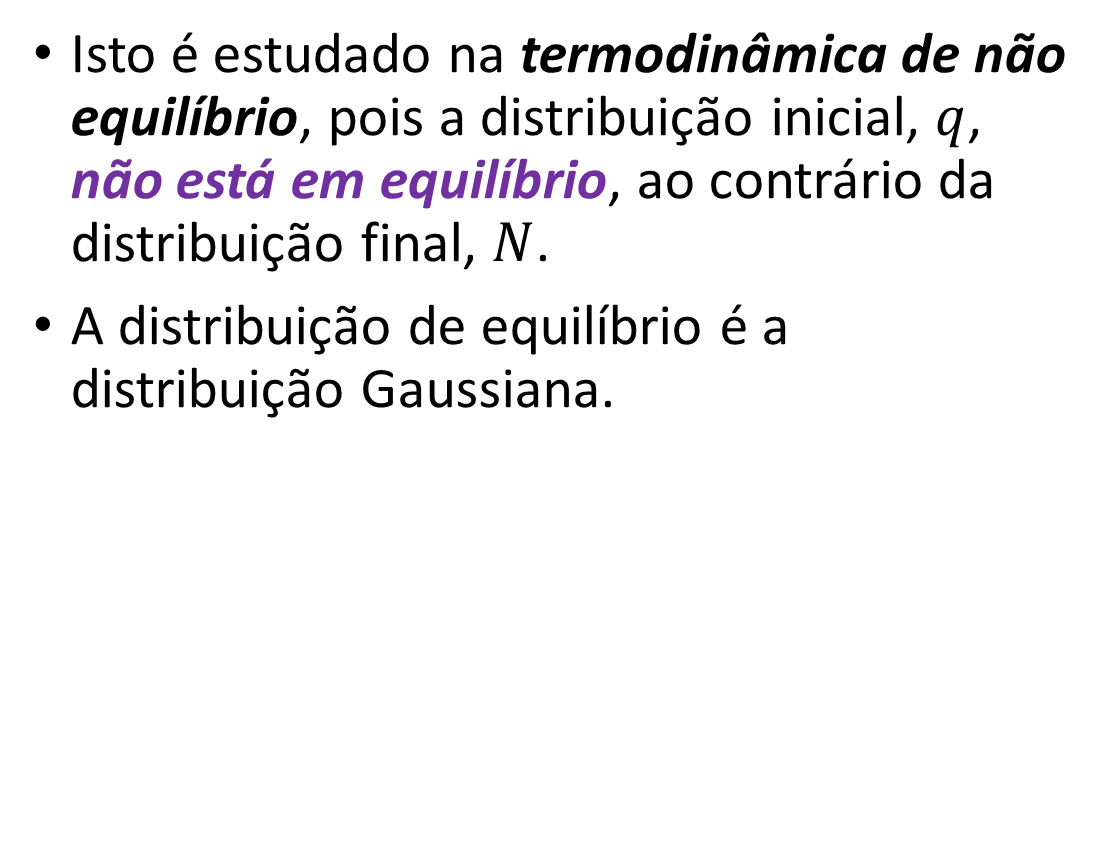 • Isto é estudado na termodinâmica de não
equilíbrio, pois a distribuição inicial, q,
não está em equilíbrio, ao contrário da
distribuição final, N.
• A distribuição de equilíbrio é a
distribuição Gaussiana.